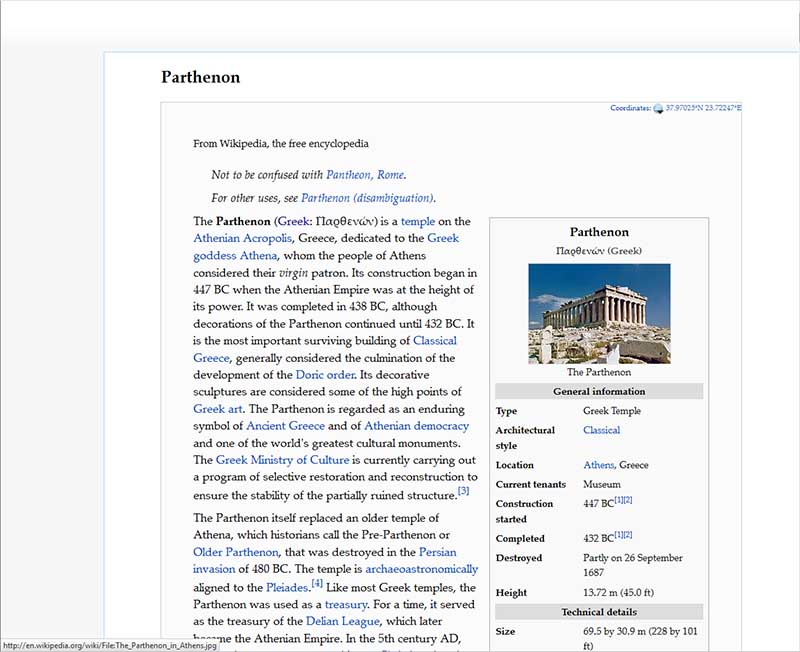 Parthenon
Coordinates: 37.97025°N 23.72247°E
From Wikipedia, the free encyclopedia
Not to be confused with Pantheon, Rome.
For other uses, see Parthenon (disambiguation).
The Parthenon (Greek: Παρθενών) is a temple on the
Athenian Acropolis, Greece, dedicated to the Greek
goddess Athena, whom the people of Athens
considered their virgin patron. Its construction began in
447 BC when the Athenian Empire was at the height of
its power. It was completed in 438 BC, although
decorations of the Parthenon continued until 432 BC. It
is the most important surviving building of Classical
Greece, generally considered the culmination of the
development of the Doric order. Its decorative
sculptures are considered some of the high points of
Greek art. The Parthenon is regarded as an enduring
symbol of Ancient Greece and of Athenian democracy
and one of the world's greatest cultural monuments.
The Greek Ministry of Culture is currently carrying out
a program of selective restoration and reconstruction to
ensure the stability of the partially ruined structure.[3]
The Parthenon itself replaced an older temple of
Athena, which historians call the Pre-Parthenon or
Older Parthenon, that was destroyed in the Persian
invasion of 480 BC. The temple is archaeoastronomically
aligned to the Pleiades.[4] Like most Greek temples, the
Parthenon was used as a treasury. For a time, it served
as the treasury of the Delian League, which later
became the Athenian Empire. In the 5th century AD,
Parthenon
Παρθενών (Greek)
The Parthenon
General information
Type Greek Temple
Architectural Classical
style
Location Athens, Greece
Current tenants Museum
Construction 447 BC[1][2]
started
Completed 432 BC[1][2]
Destroyed Partly on 26 September
1687
Height 13.72 m (45.0 ft)
Technical details
Size 69.5 by 30.9 m (228 by 101
ft)
http://en.wikipedia.org/wiki/File:The_Parthenon_in_Athens.jpg